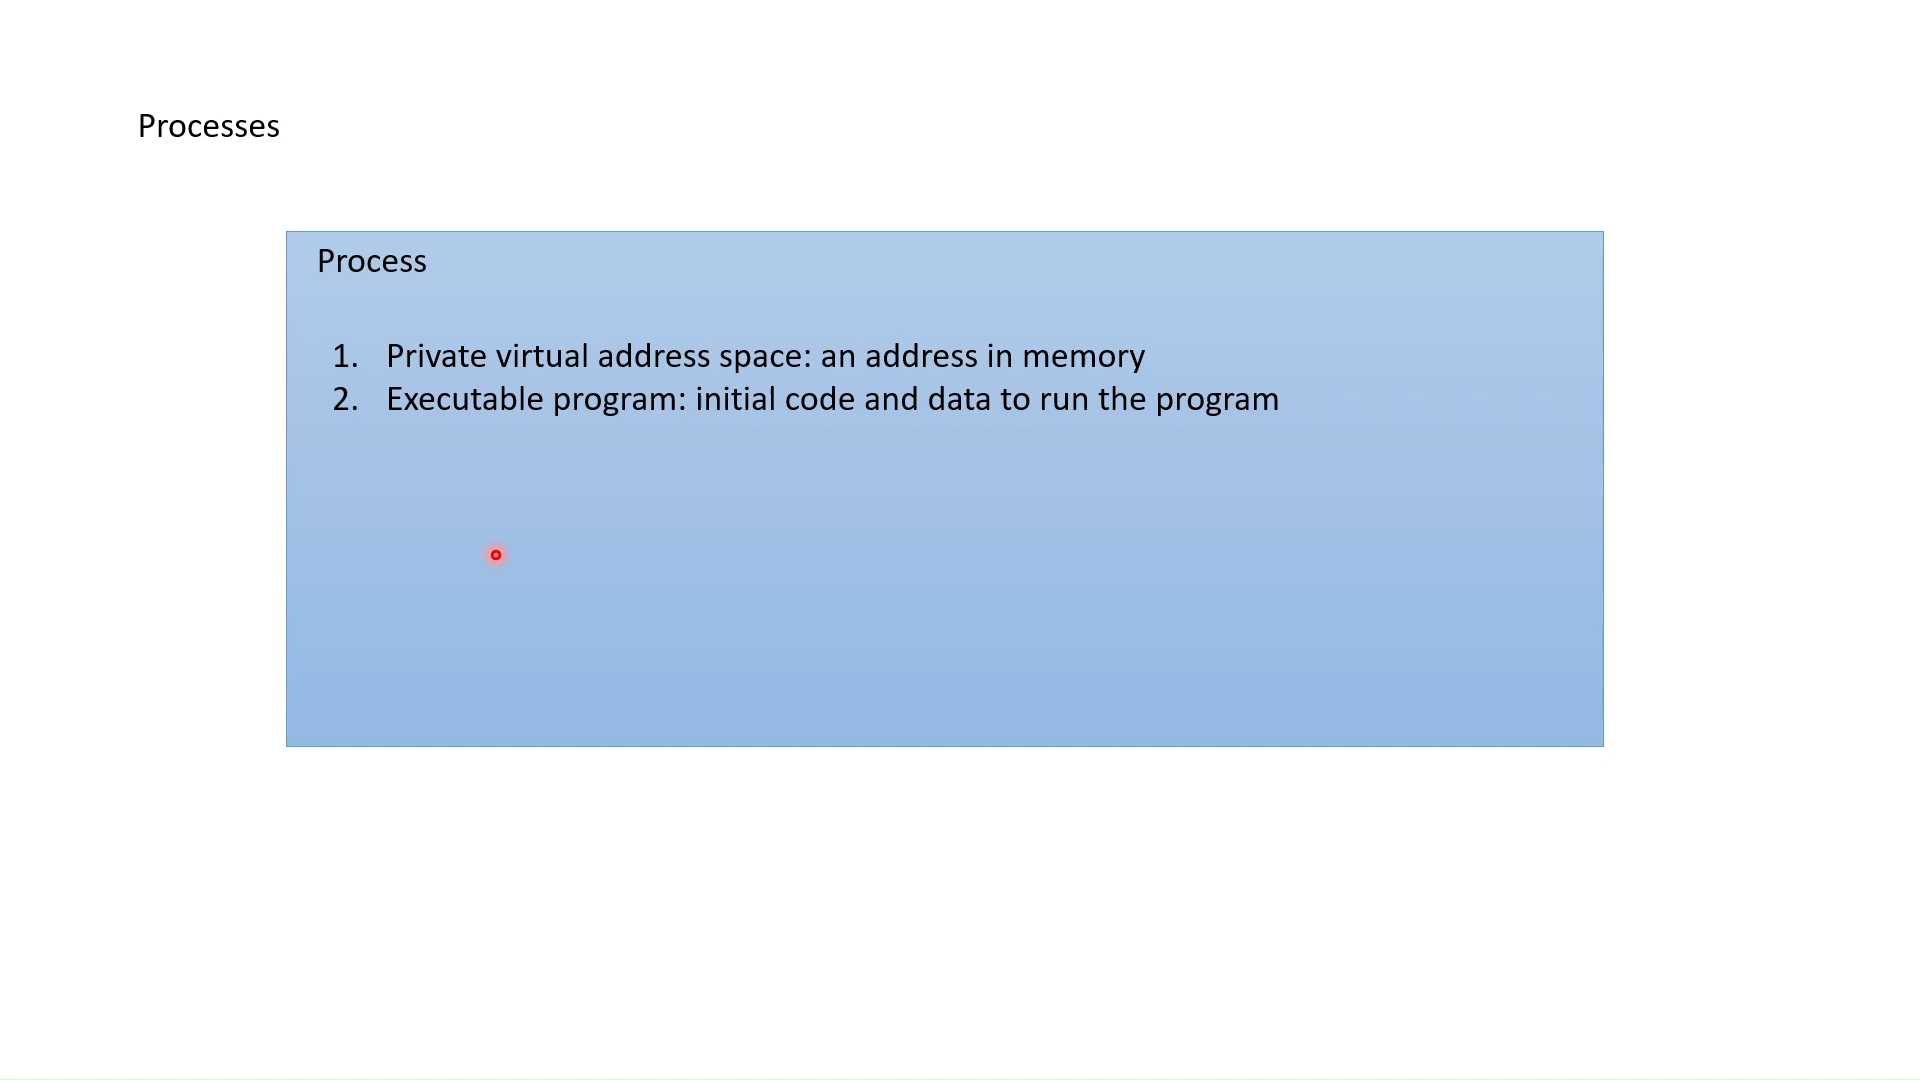 Processes
Process
1. Private virtual address space: an address in memory
2. Executable program: initial code and data to run the program